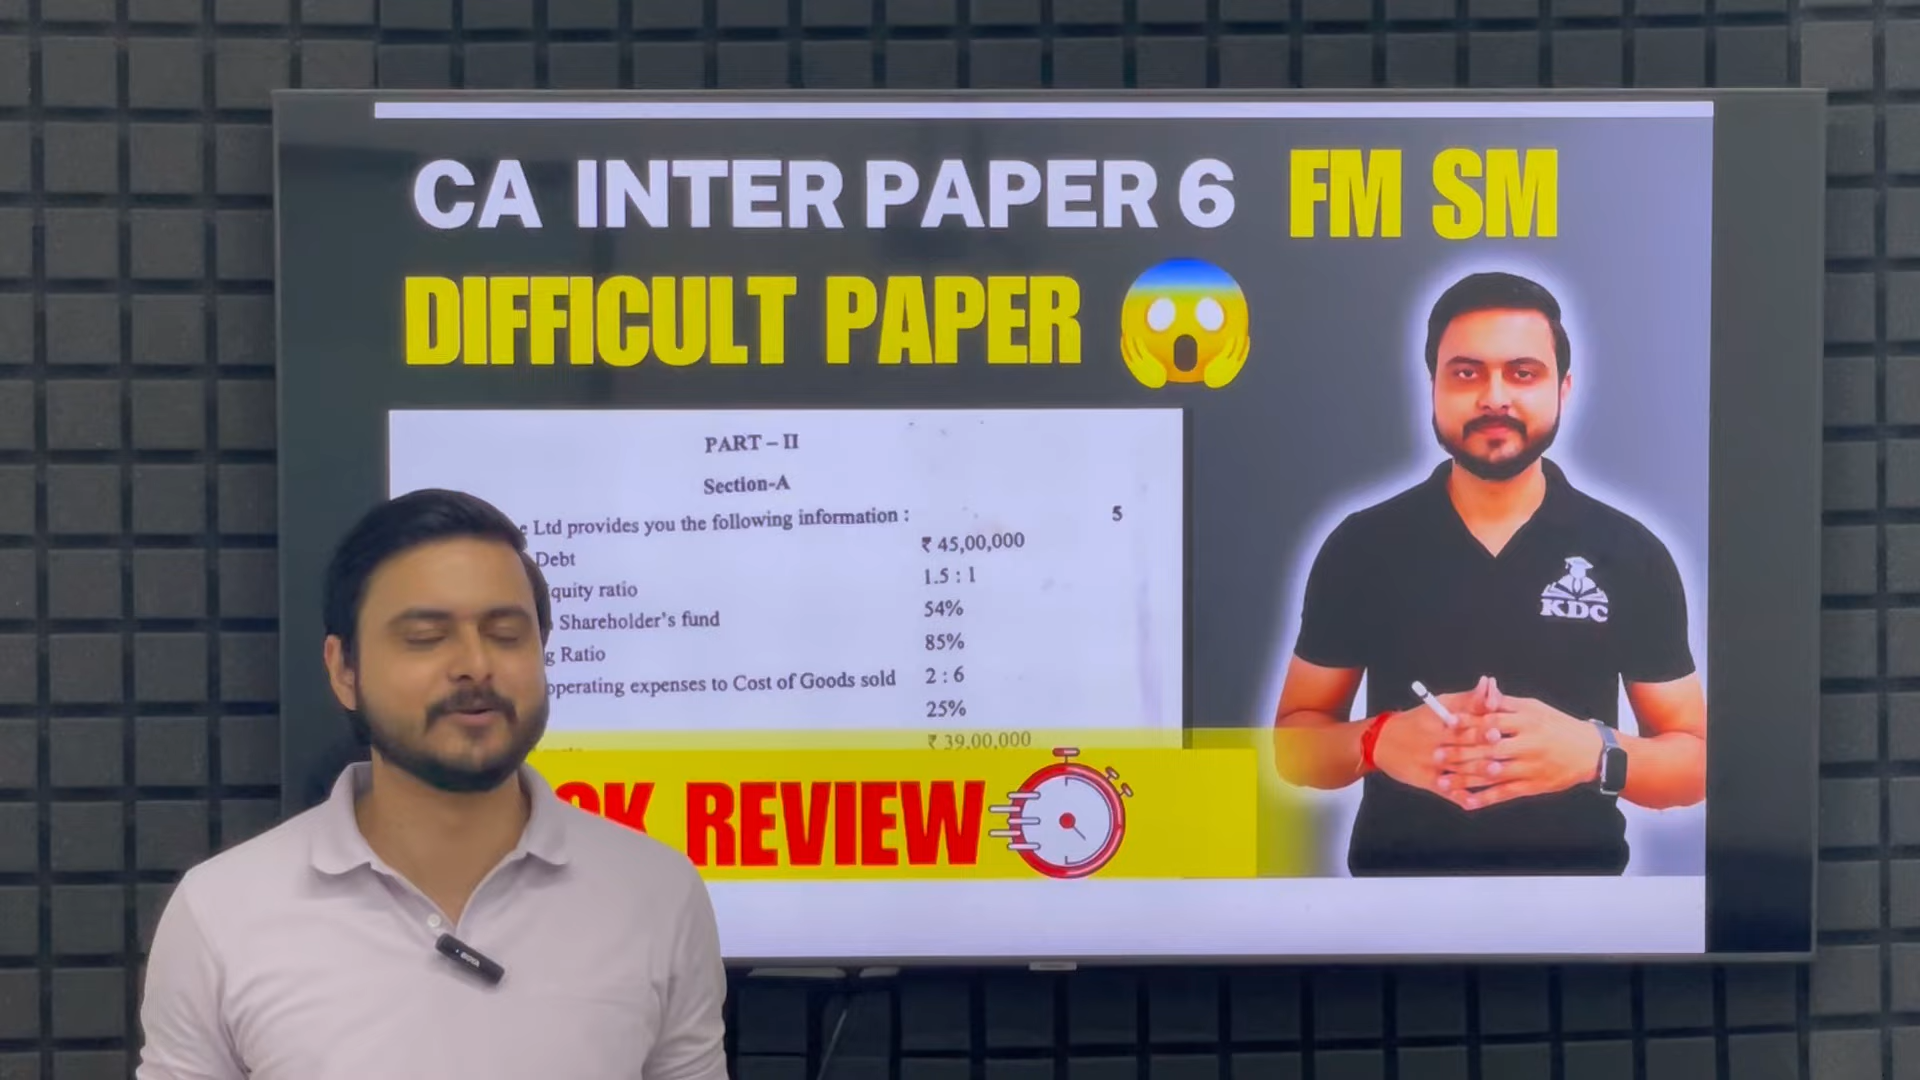 CA INTER PAPER 6 FM SM
DIFFICULT PAPER
PART – II
Section-A
Ltd provides you the following information : 5
Debt ₹ 45,00,000
quity ratio 1.5 : 1
Shareholder's fund 54%
g Ratio 85%
operating expenses to Cost of Goods sold 2 : 6
25%
₹ 39,00,000
CK REVIEW
KDC
BOYA